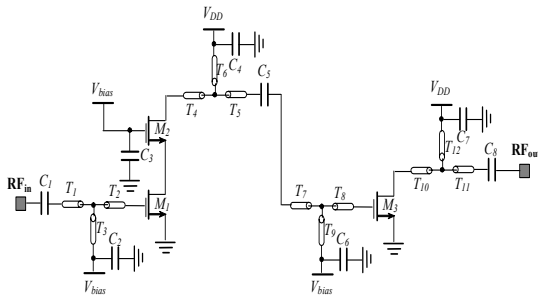 V_DD
C_4
T_6
C_5
V_bias
T_4
T_5
V_DD
M_2
C_7
T_12
C_8
RF_out
C_3
RF_in
C_1
T_1
T_2
M_1
T_7
T_8
M_3
T_10
T_11
T_3
C_2
T_9
C_6
V_bias
V_bias